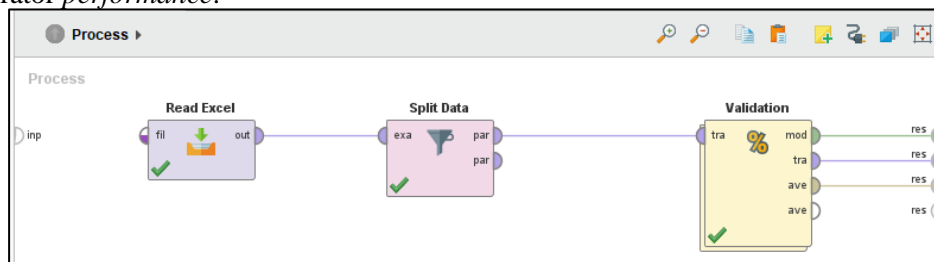 performance.
Process
Process
Read Excel
Split Data
Validation
inp
fil
out
exa
par
par
tra
mod
tra
ave
ave
res
res
res
res